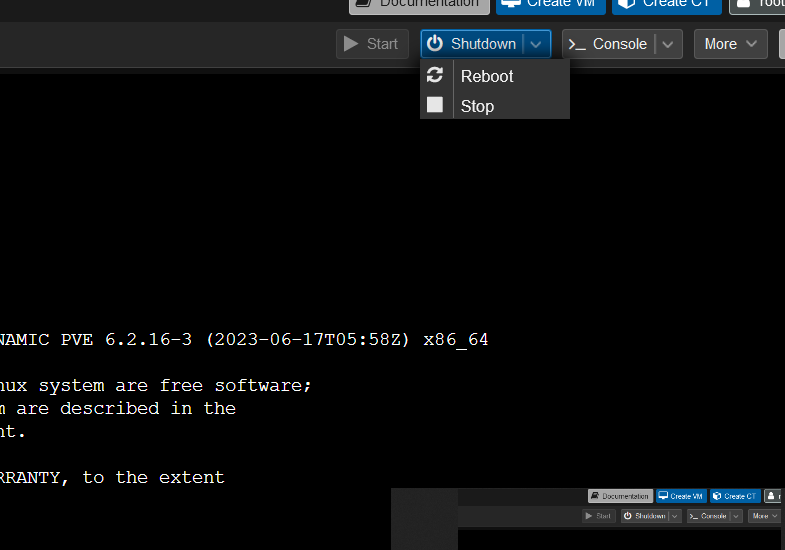 Documentation Create VM Create CT root
Start Shutdown Console More
Reboot
Stop
NAMIC PVE 6.2.16-3 (2023-06-17T05:58Z) x86_64
nux system are free software;
m are described in the
nt.
RRANTY, to the extent
Documentation Create VM Create CT
Start Shutdown Console More